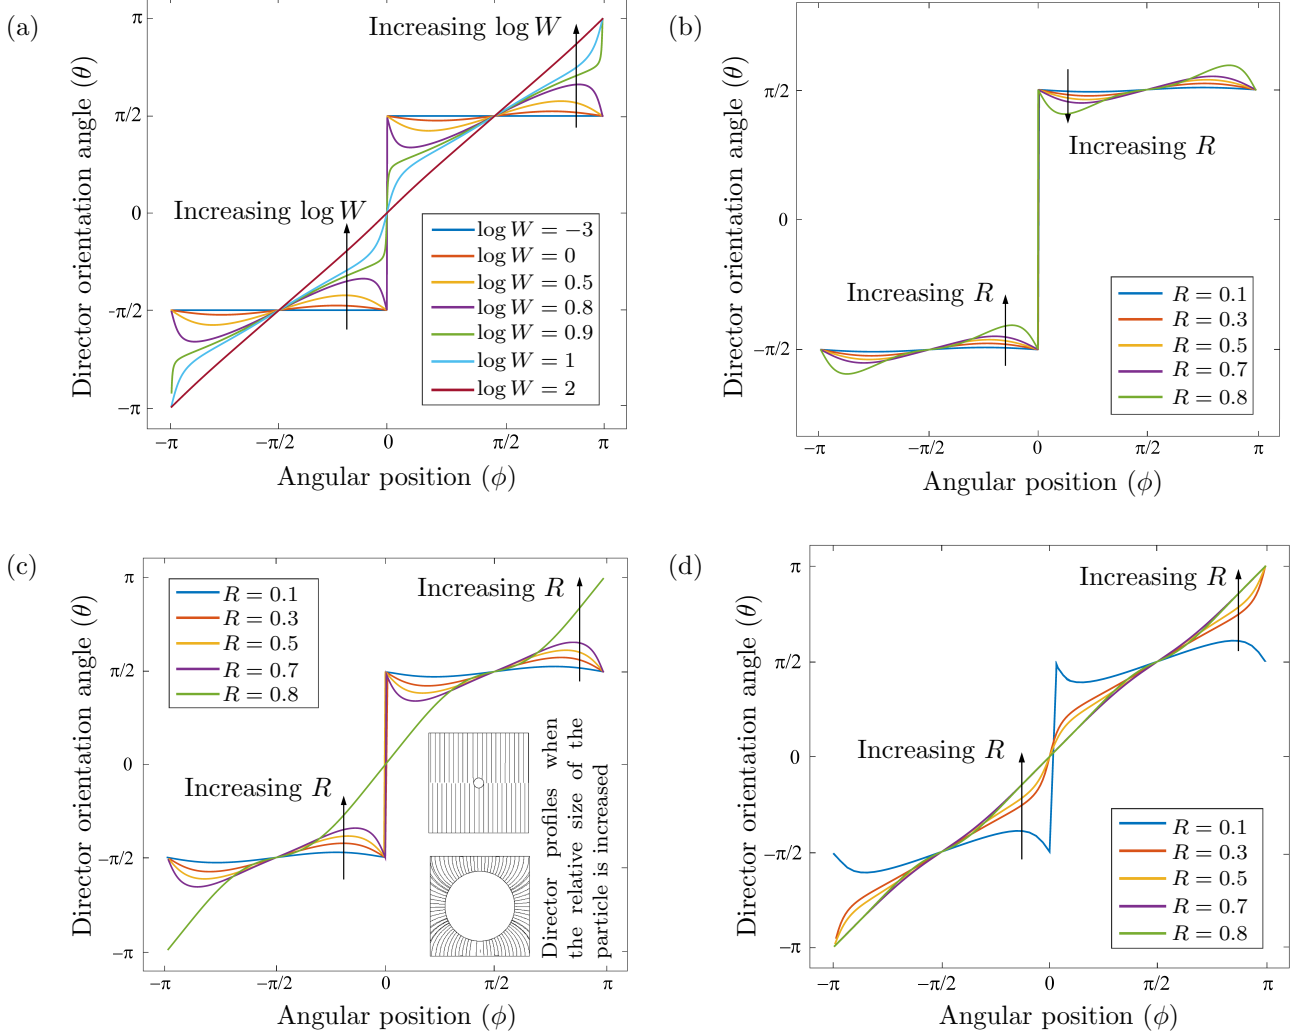 (a)
Director orientation angle (θ)
π
π/2
0
−π/2
−π
Increasing log W
Increasing log W
log W = −3
log W = 0
log W = 0.5
log W = 0.8
log W = 0.9
log W = 1
log W = 2
−π
−π/2
0
π/2
π
Angular position (ϕ)
(b)
Director orientation angle (θ)
π/2
0
−π/2
Increasing R
Increasing R
R = 0.1
R = 0.3
R = 0.5
R = 0.7
R = 0.8
−π
−π/2
0
π/2
π
Angular position (ϕ)
(c)
Director orientation angle (θ)
π
π/2
0
−π/2
−π
R = 0.1
R = 0.3
R = 0.5
R = 0.7
R = 0.8
Increasing R
Increasing R
Director profiles when
the relative size of the
particle is increased
−π
−π/2
0
π/2
π
Angular position (ϕ)
(d)
Director orientation angle (θ)
π
π/2
0
−π/2
−π
Increasing R
Increasing R
R = 0.1
R = 0.3
R = 0.5
R = 0.7
R = 0.8
−π
−π/2
0
π/2
π
Angular position (ϕ)